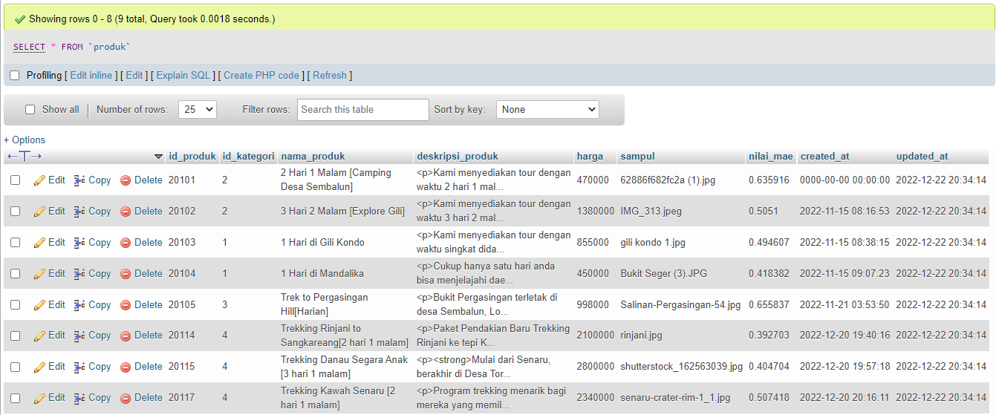 Showing rows 0 - 8 (9 total, Query took 0.0018 seconds.)
SELECT * FROM `produk`
Profiling [ Edit inline ] [ Edit ] [ Explain SQL ] [ Create PHP code ] [ Refresh ]
Show all Number of rows: 25 Filter rows: Search this table Sort by key: None
+ Options
id_produk id_kategori nama_produk deskripsi_produk harga sampul nilai_mae created_at updated_at
2 Hari 1 Malam [Camping <p>Kami menyediakan tour dengan
Edit Copy Delete 20101 2 470000 62886f682fc2a (1).jpg 0.635916 0000-00-00 00:00:00 2022-12-22 20:34:14
Desa Sembalun] waktu 2 hari 1 mal...
<p>Kami menyediakan tour dengan
Edit Copy Delete 20102 2 3 Hari 2 Malam [Explore Gili] 1380000 IMG_313.jpeg 0.5051 2022-11-15 08:16:53 2022-12-22 20:34:14
waktu 3 hari 2 mal...
<p>Kami menyediakan tour dengan
Edit Copy Delete 20103 1 1 Hari di Gili Kondo 855000 gili kondo 1.jpg 0.494607 2022-11-15 08:38:15 2022-12-22 20:34:14
waktu singkat dida...
<p>Cukup hanya satu hari anda
Edit Copy Delete 20104 1 1 Hari di Mandalika 450000 Bukit Seger (3).JPG 0.418382 2022-11-15 09:07:23 2022-12-22 20:34:14
bisa menjelajahi dae...
Trek to Pergasingan <p>Bukit Pergasingan terletak di
Edit Copy Delete 20105 3 998000 Salinan-Pergasingan-54.jpg 0.655837 2022-11-21 03:53:50 2022-12-22 20:34:14
Hill[Harian] desa Sembalun, Lo...
Trekking Rinjani to <p>Paket Pendakian Baru Trekking
Edit Copy Delete 20114 4 2100000 rinjani.jpg 0.392703 2022-12-20 19:40:16 2022-12-22 20:34:14
Sangkareang[2 hari 1 malam] Rinjani ke tepi K...
Trekking Danau Segara Anak <p><strong>Mulai dari Senaru,
Edit Copy Delete 20115 4 2800000 shutterstock_162563039.jpg 0.404704 2022-12-20 19:57:18 2022-12-22 20:34:14
[3 hari 1 malam] berakhir di Desa Tor...
Trekking Kawah Senaru [2 <p>Program trekking menarik bagi
Edit Copy Delete 20117 4 2340000 senaru-crater-rim-1_1.jpg 0.507418 2022-12-20 20:16:11 2022-12-22 20:34:14
hari 1 malam] mereka yang memil...